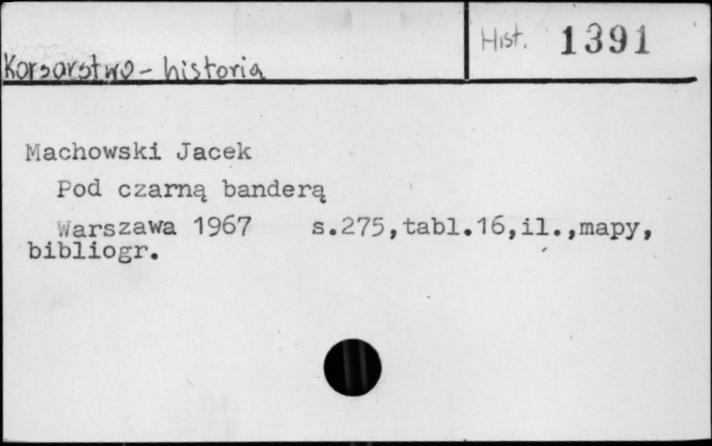 Hist. 1391
Korsarstwo - historia
Machowski Jacek
Pod czarną banderą
Warszawa 1967 s.275,tabl.16,il.,mapy,
bibliogr.